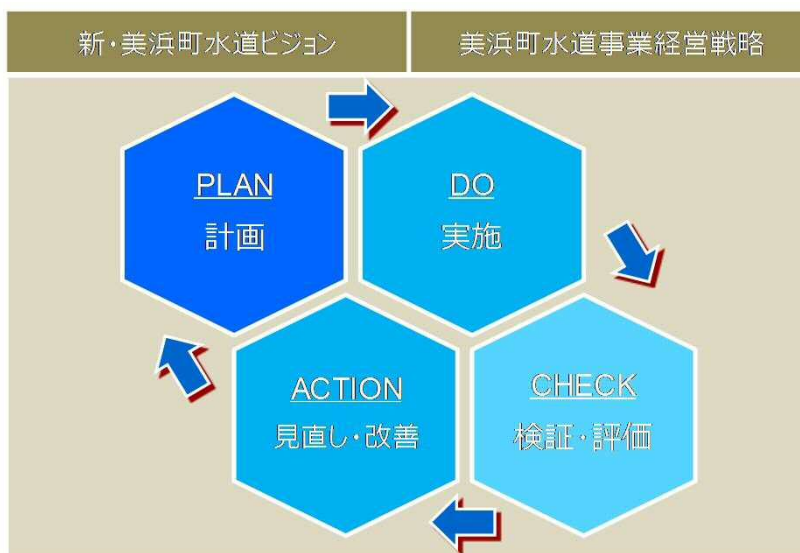 新・美浜町水道ビジョン
美浜町水道事業経営戦略
PLAN
計画
DO
実施
ACTION
見直し・改善
CHECK
検証・評価